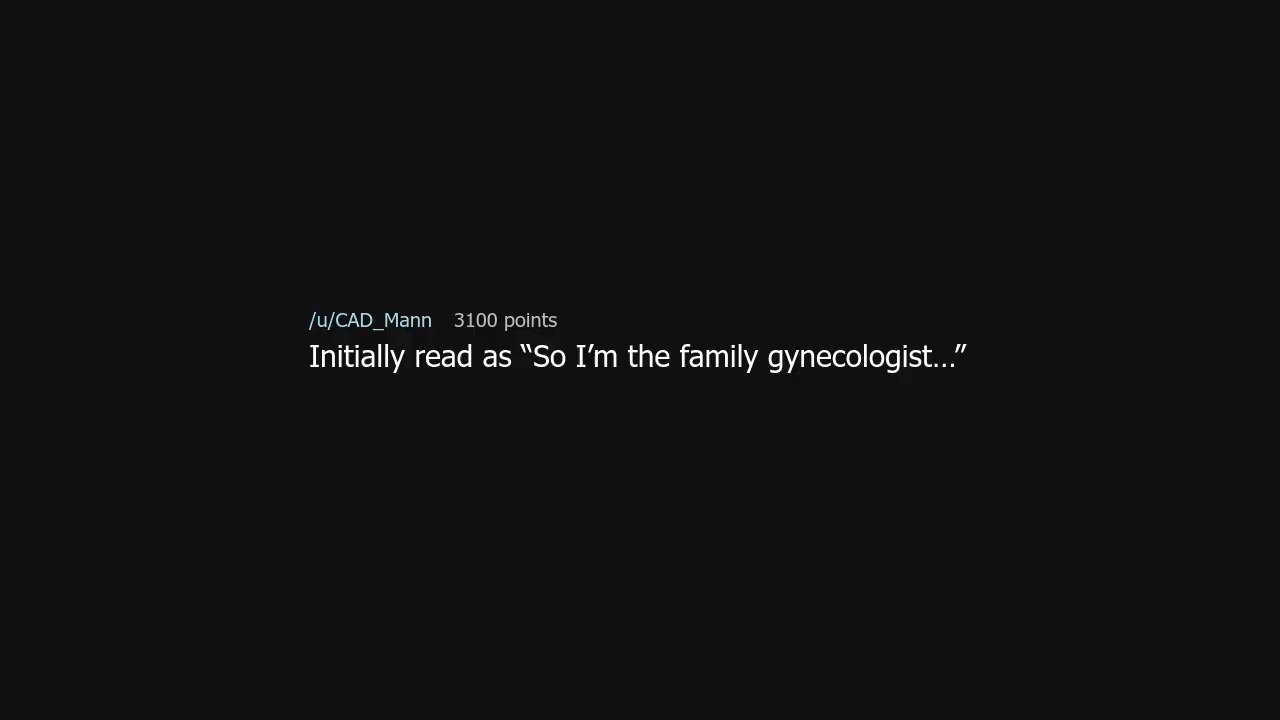 /u/CAD_Mann 3100 points
Initially read as “So I’m the family gynecologist…”